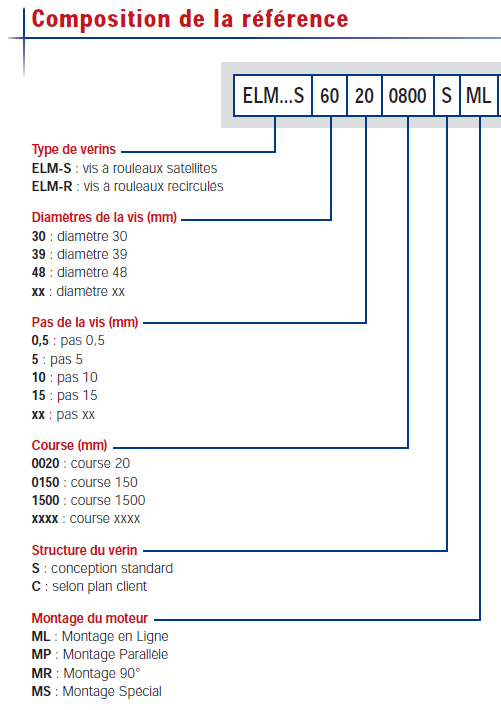 Composition de la référence
ELM...S 60 20 0800 S ML
Type de vérins
ELM-S : vis à rouleaux satellites
ELM-R : vis à rouleaux recirculés
Diamètres de la vis (mm)
30 : diamètre 30
39 : diamètre 39
48 : diamètre 48
xx : diamètre xx
Pas de la vis (mm)
0,5 : pas 0,5
5 : pas 5
10 : pas 10
15 : pas 15
xx : pas xx
Course (mm)
0020 : course 20
0150 : course 150
1500 : course 1500
xxxx : course xxxx
Structure du vérin
S : conception standard
C : selon plan client
Montage du moteur
ML : Montage en Ligne
MP : Montage Parallèle
MR : Montage 90°
MS : Montage Spécial